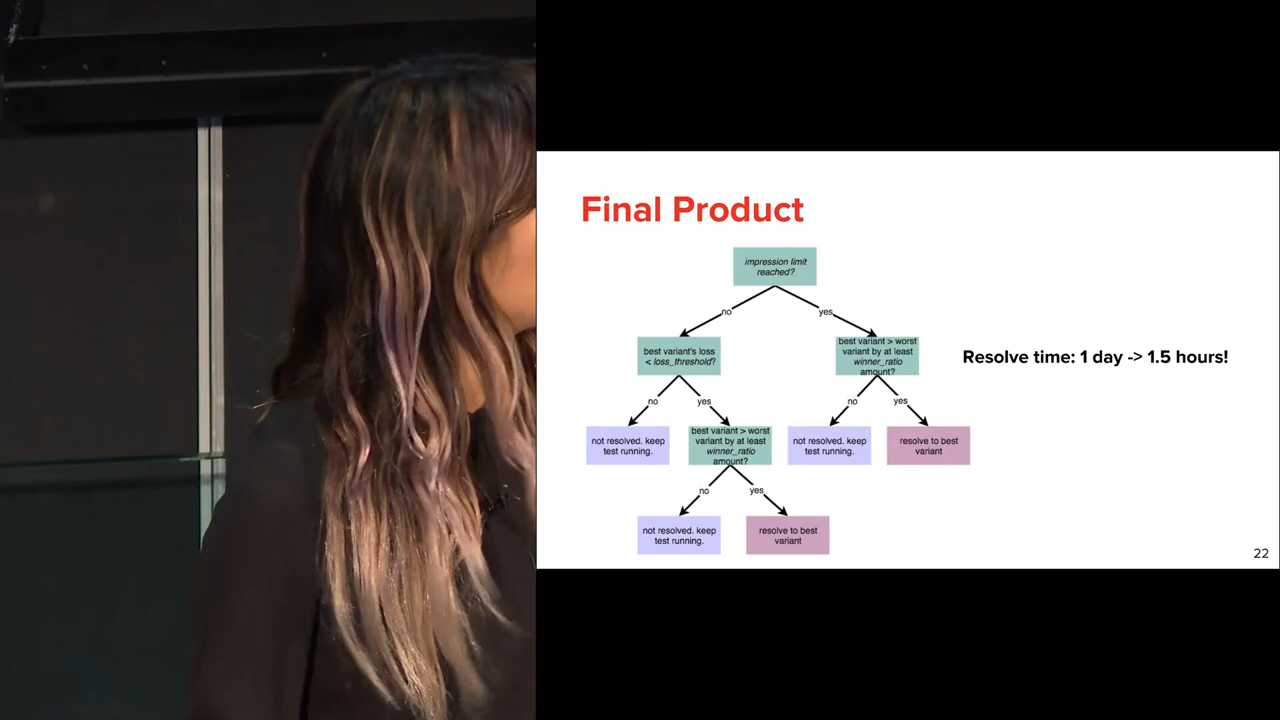 Final Product
impression limit
reached?
no
yes
best variant's loss
< loss_threshold?
best variant > worst
variant by at least
winner_ratio
amount?
Resolve time: 1 day -> 1.5 hours!
no
yes
no
yes
not resolved. keep
test running.
best variant > worst
variant by at least
winner_ratio
amount?
not resolved. keep
test running.
resolve to best
variant
no
yes
not resolved. keep
test running.
resolve to best
variant
22